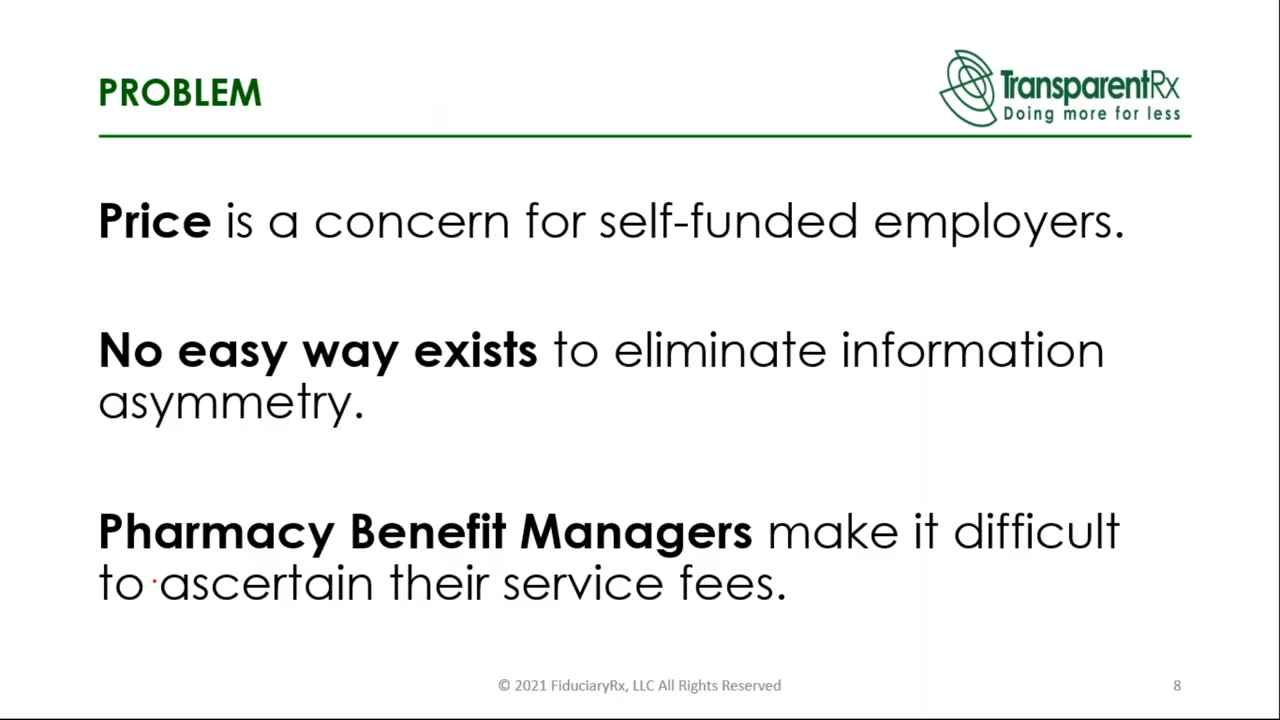 PROBLEM
TransparentRx
Doing more for less
Price is a concern for self-funded employers.
No easy way exists to eliminate information
asymmetry.
Pharmacy Benefit Managers make it difficult
to ascertain their service fees.
© 2021 FiduciaryRx, LLC All Rights Reserved
8